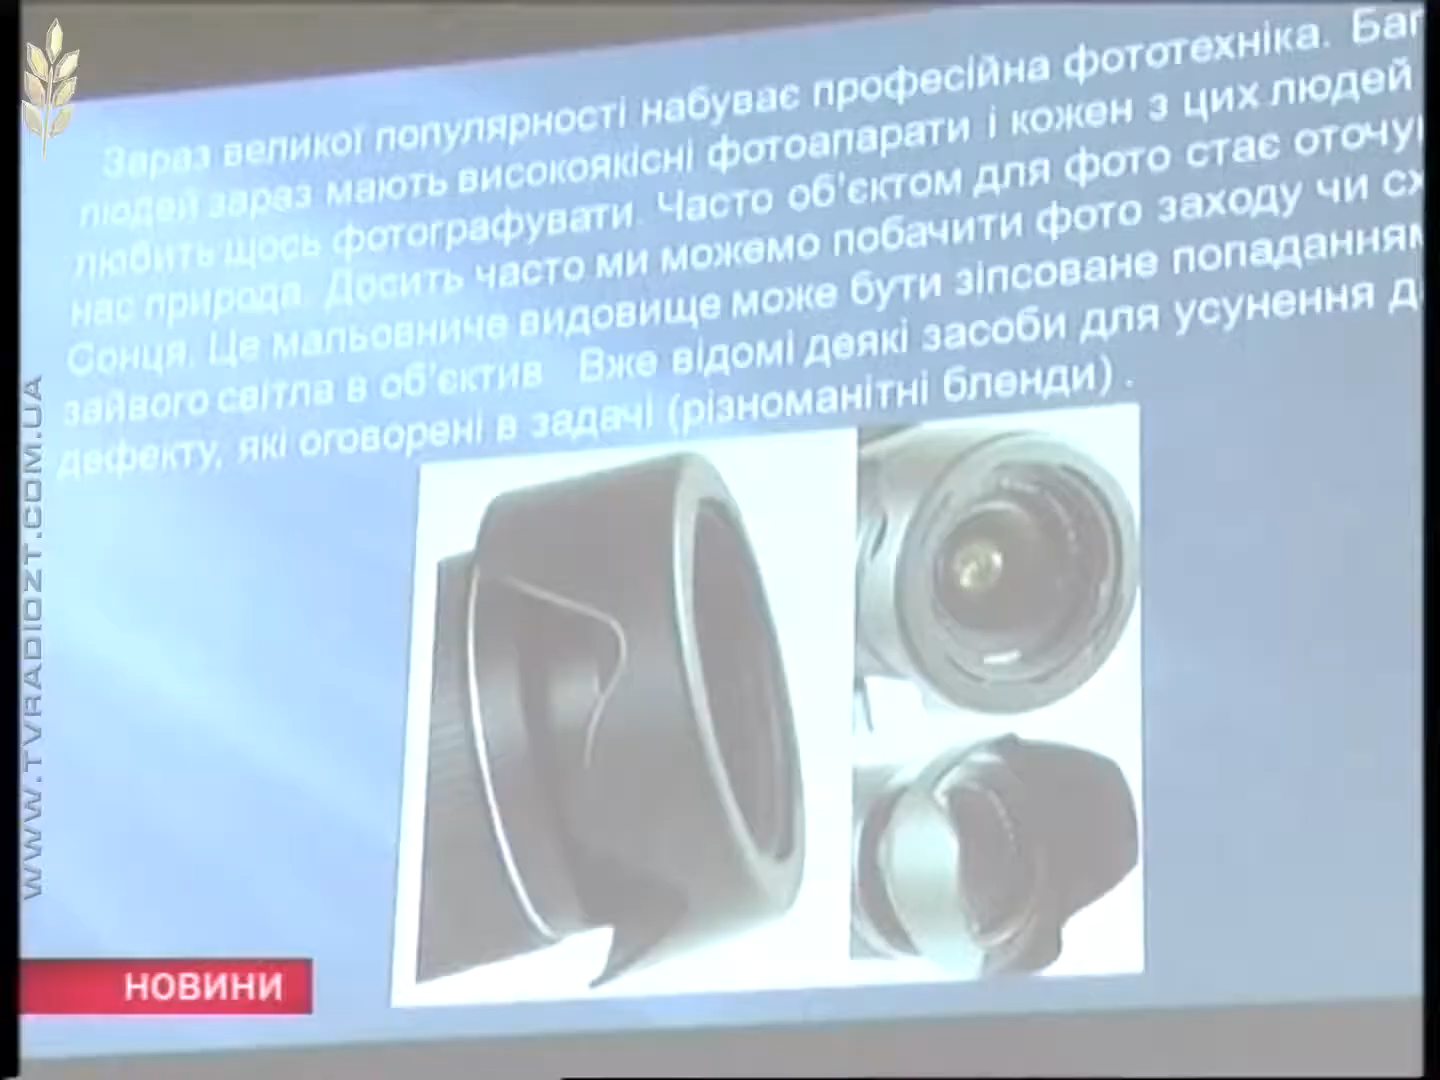 Зараз великої популярності набуває професійна фототехніка. Баг
людей зараз мають високоякісні фотоапарати і кожен з цих людей
любить щось фотографувати. Часто об'єктом для фото стає оточу
нас природа. Досить часто ми можемо побачити фото заходу чи сх
Сонця. Це мальовниче видовище може бути зіпсоване попаданням
зайвого світла в об'єктив Вже відомі деякі засоби для усунення д
дефекту, які оговорені в задачі (різноманітні бленди) .
WWW.TVRADIOZT.COM.UA
НОВИНИ